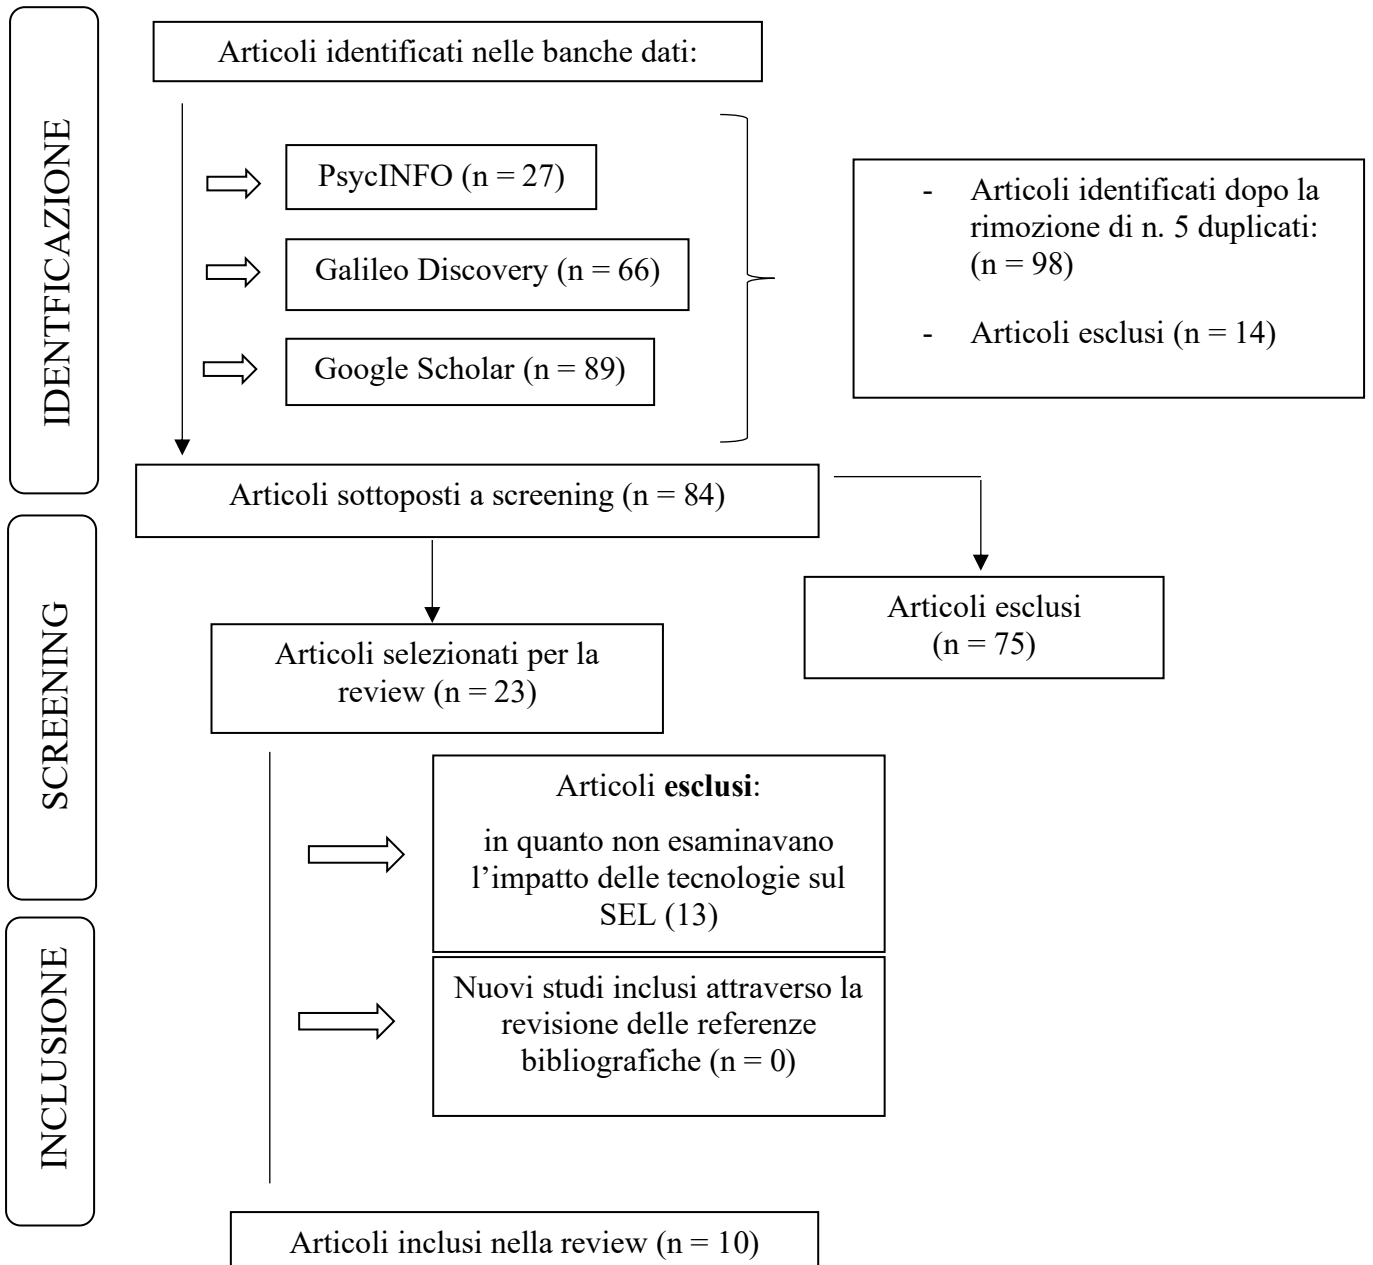 IDENTFICAZIONE
Articoli identificati nelle banche dati:
PsycINFO (n = 27)
Galileo Discovery (n = 66)
Google Scholar (n = 89)
- Articoli identificati dopo la
rimozione di n. 5 duplicati:
(n = 98)
- Articoli esclusi (n = 14)
Articoli sottoposti a screening (n = 84)
SCREENING
Articoli esclusi
(n = 75)
Articoli selezionati per la
review (n = 23)
Articoli esclusi:
in quanto non esaminavano
l’impatto delle tecnologie sul
SEL (13)
INCLUSIONE
Nuovi studi inclusi attraverso la
revisione delle referenze
bibliografiche (n = 0)
Articoli inclusi nella review (n = 10)